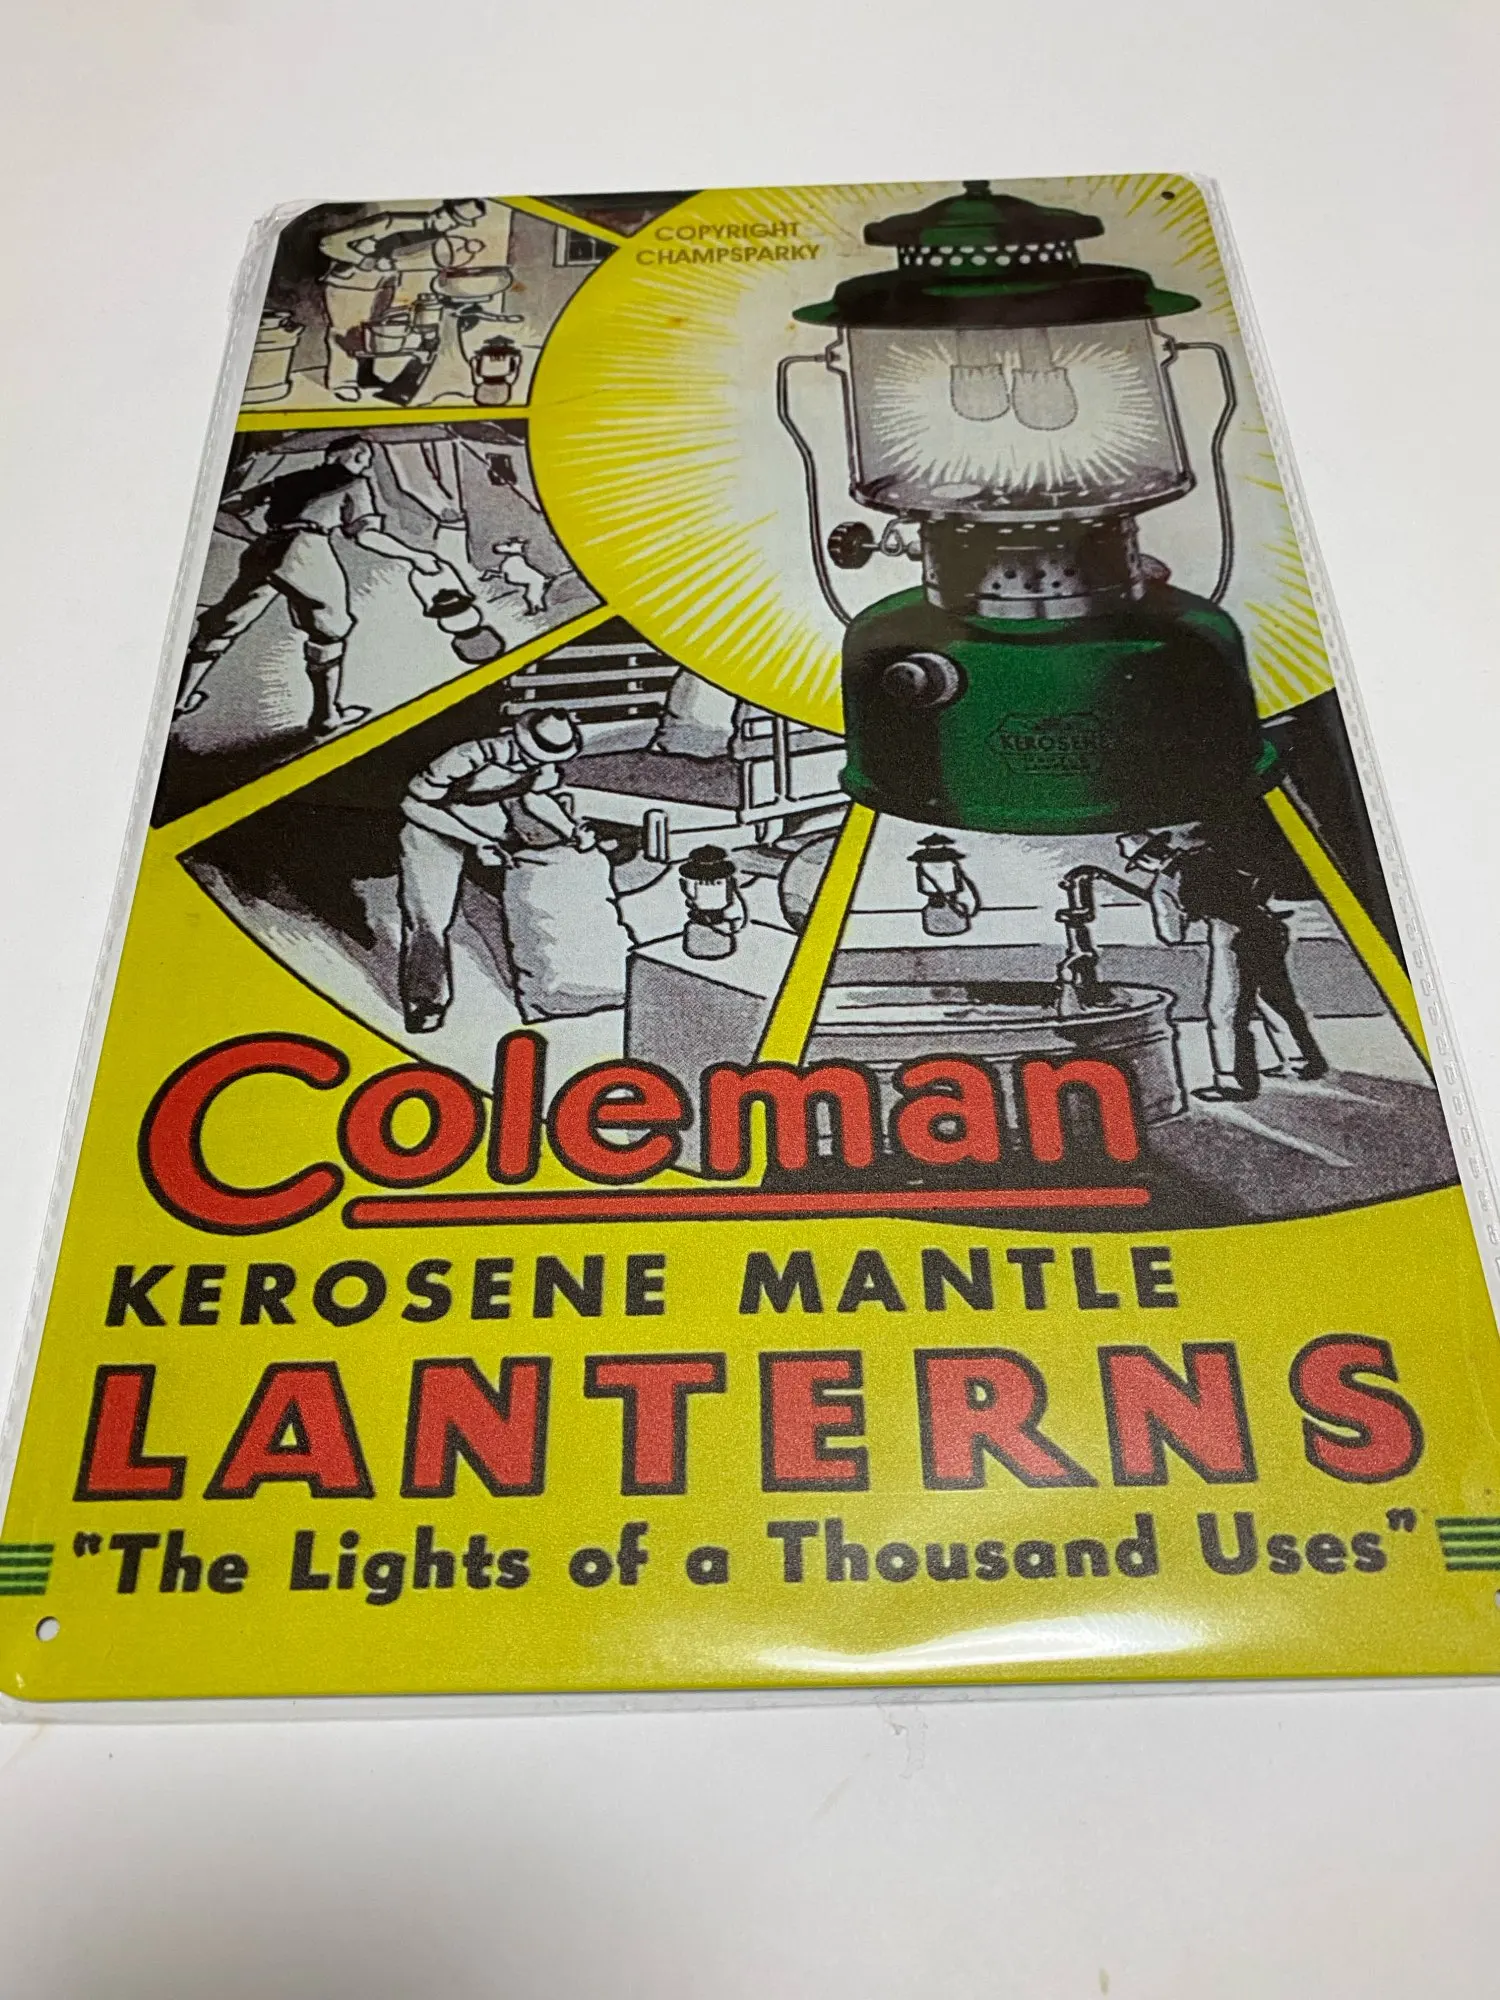 COPYRIGHT
CHAMPSPARKY
KEROSENE
Coleman
KEROSENE MANTLE
LANTERNS
"The Lights of a Thousand Uses"